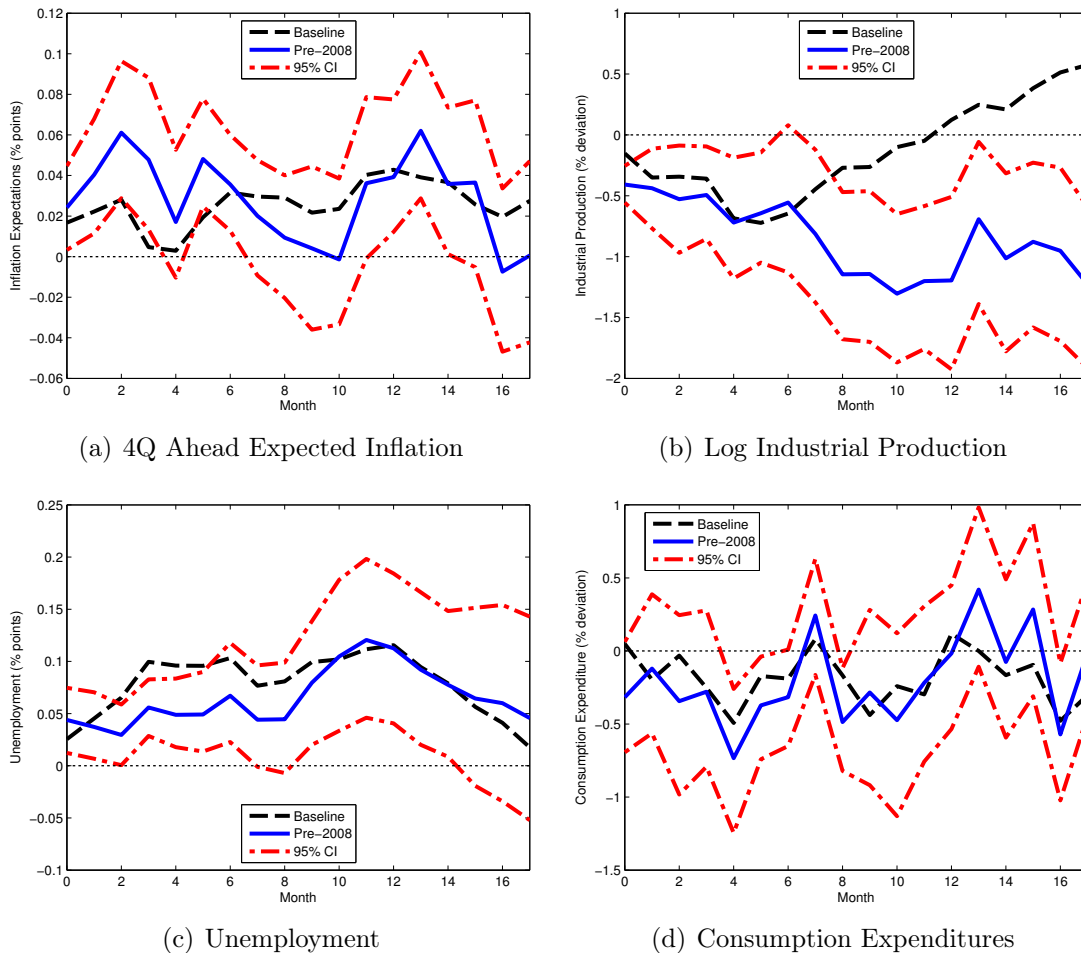 0.12
0.1
0.08
0.06
0.04
0.02
0
−0.02
−0.04
−0.06
Inflation Expectations (% points)
Baseline
Pre−2008
95% CI
0 2 4 6 8 10 12 14 16
Month
(a) 4Q Ahead Expected Inflation
1
0.5
0
−0.5
−1
−1.5
−2
Industrial Production (% deviation)
Baseline
Pre−2008
95% CI
0 2 4 6 8 10 12 14 16
Month
(b) Log Industrial Production
0.25
0.2
0.15
0.1
0.05
0
−0.05
−0.1
Unemployment (% points)
Baseline
Pre−2008
95% CI
0 2 4 6 8 10 12 14 16
Month
(c) Unemployment
1
0.5
0
−0.5
−1
−1.5
Consumption Expenditure (% deviation)
Baseline
Pre−2008
95% CI
0 2 4 6 8 10 12 14 16
Month
(d) Consumption Expenditures